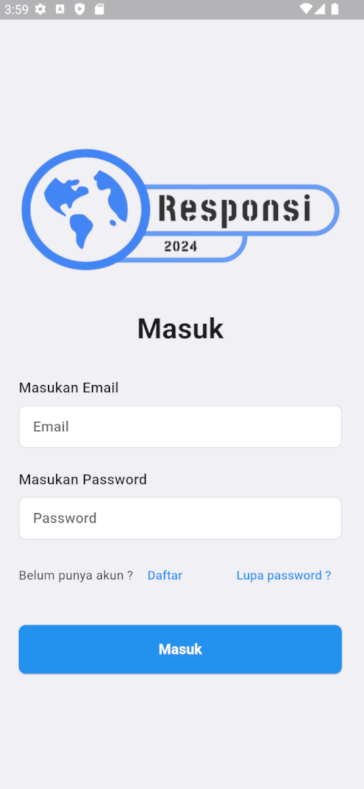 3:59
Responsi
2024
Masuk
Masukan Email
Email
Masukan Password
Password
Belum punya akun ? Daftar Lupa password ?
Masuk